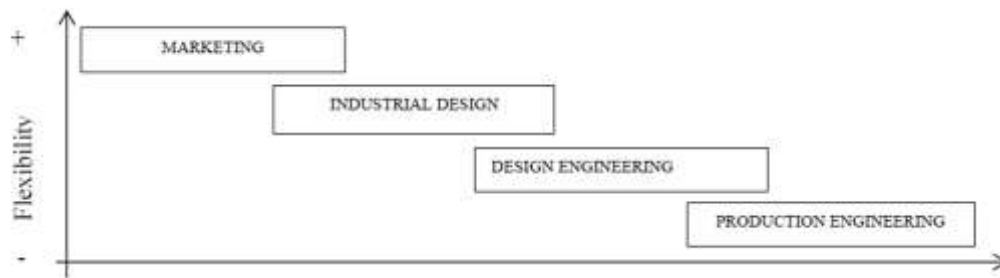 +
MARKETING
INDUSTRIAL DESIGN
Flexibility
DESIGN ENGINEERING
PRODUCTION ENGINEERING
-